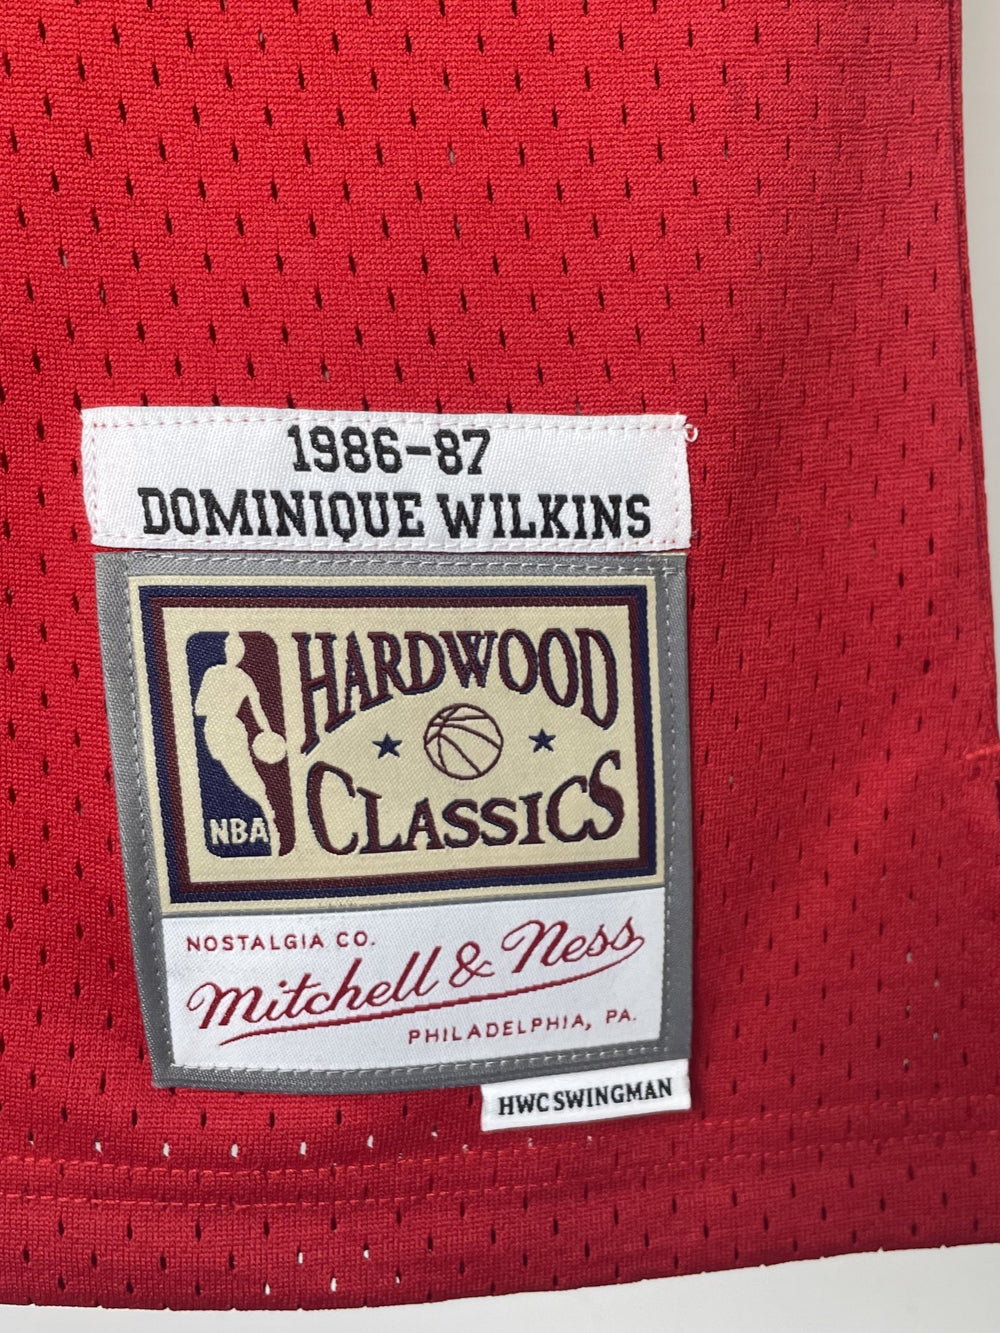 1986-87
DOMINIQUE WILKINS
HARDWOOD
CLASSICS
NBA
NOSTALGIA CO.
Mitchell & Ness
PHILADELPHIA, PA.
HWC SWINGMAN